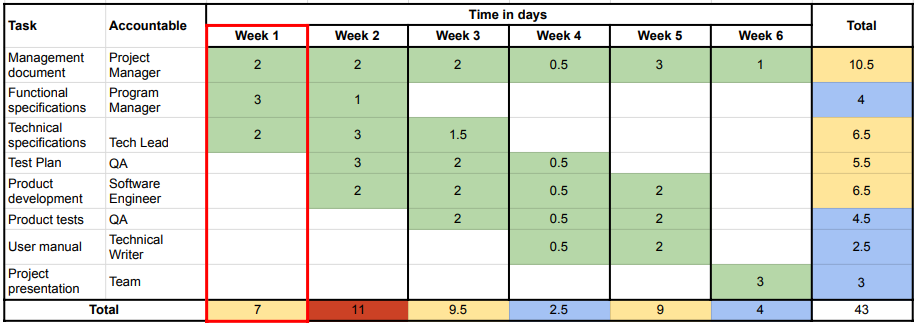 Task Accountable Time in days Total
Week 1 Week 2 Week 3 Week 4 Week 5 Week 6
Management document Project Manager 2 2 2 0.5 3 1 10.5
Functional specifications Program Manager 3 1 4
Technical specifications Tech Lead 2 3 1.5 6.5
Test Plan QA 3 2 0.5 5.5
Product development Software Engineer 2 2 0.5 2 6.5
Product tests QA 2 0.5 2 4.5
User manual Technical Writer 0.5 2 2.5
Project presentation Team 3 3
Total 7 11 9.5 2.5 9 4 43